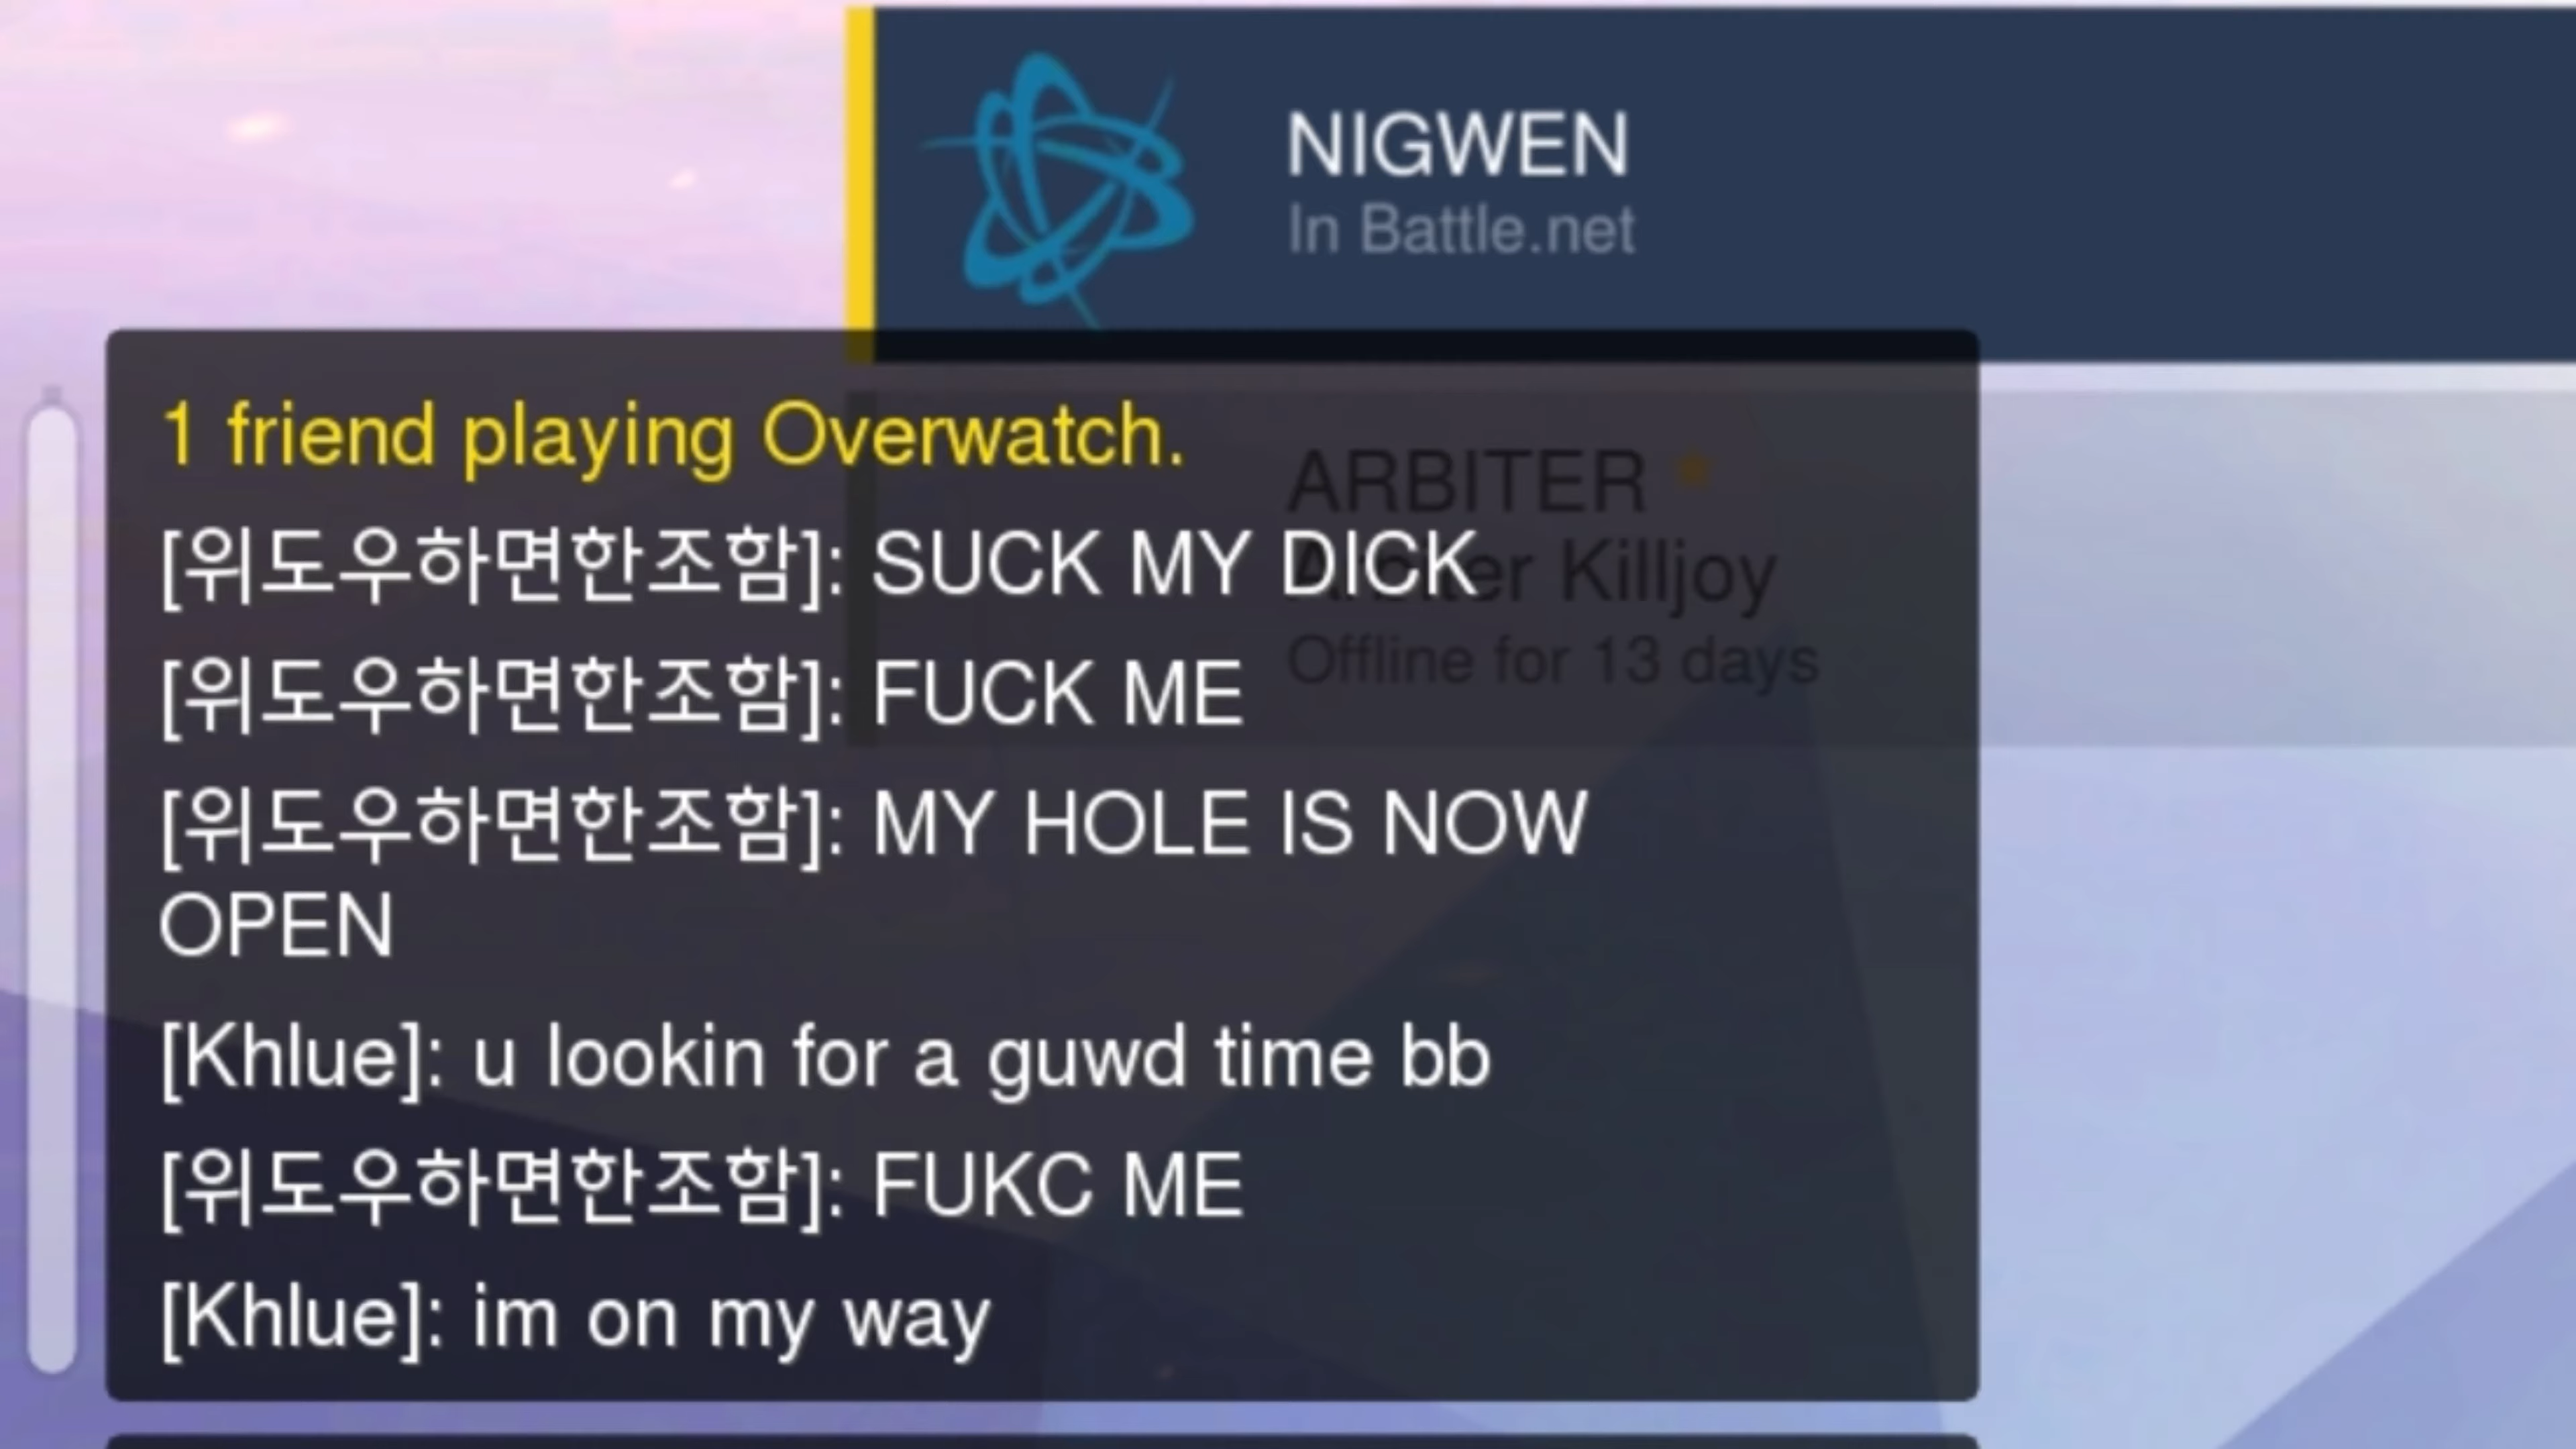 NIGWEN
In Battle.net
1 friend playing Overwatch.
ARBITER
Arbiter Killjoy
Offline for 13 days
[위도우하면한조함]: SUCK MY DICK
[위도우하면한조함]: FUCK ME
[위도우하면한조함]: MY HOLE IS NOW
OPEN
[Khlue]: u lookin for a guwd time bb
[위도우하면한조함]: FUKC ME
[Khlue]: im on my way